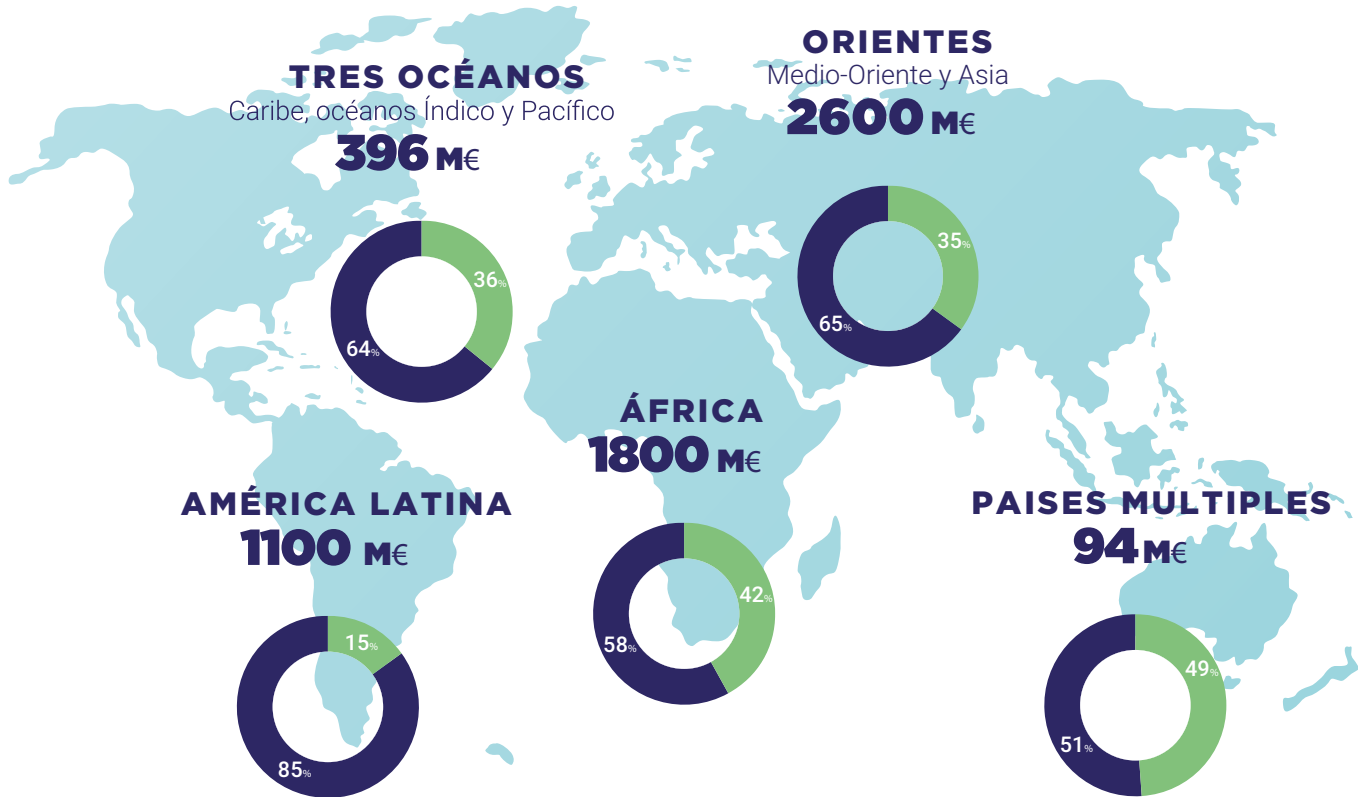 TRES OCÉANOS
Caribe, océanos Índico y Pacífico
396 M€
36%
64%
ORIENTES
Medio-Oriente y Asia
2600 M€
35%
65%
ÁFRICA
1800 M€
42%
58%
AMÉRICA LATINA
1100 M€
15%
85%
PAISES MULTIPLES
94 M€
49%
51%